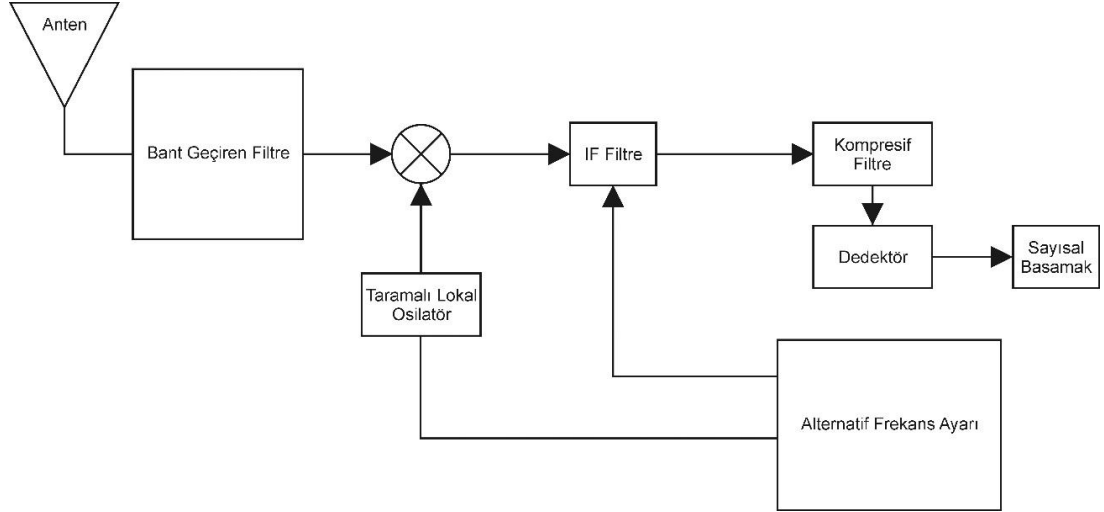 Anten
Bant Geçiren Filtre
IF Filtre
Kompresif
Filtre
Dedektör
Sayısal
Basamak
Taramalı Lokal
Osilatör
Alternatif Frekans Ayarı